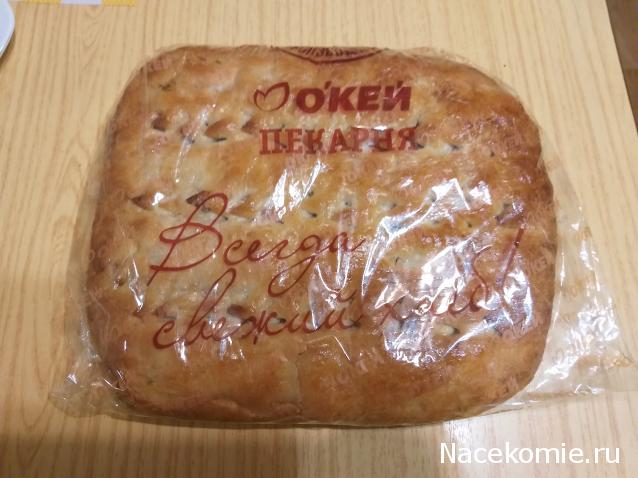 О'КЕЙ
ПЕКАРНЯ
Всегда
свежий хлеб!
Nacekomie.ru